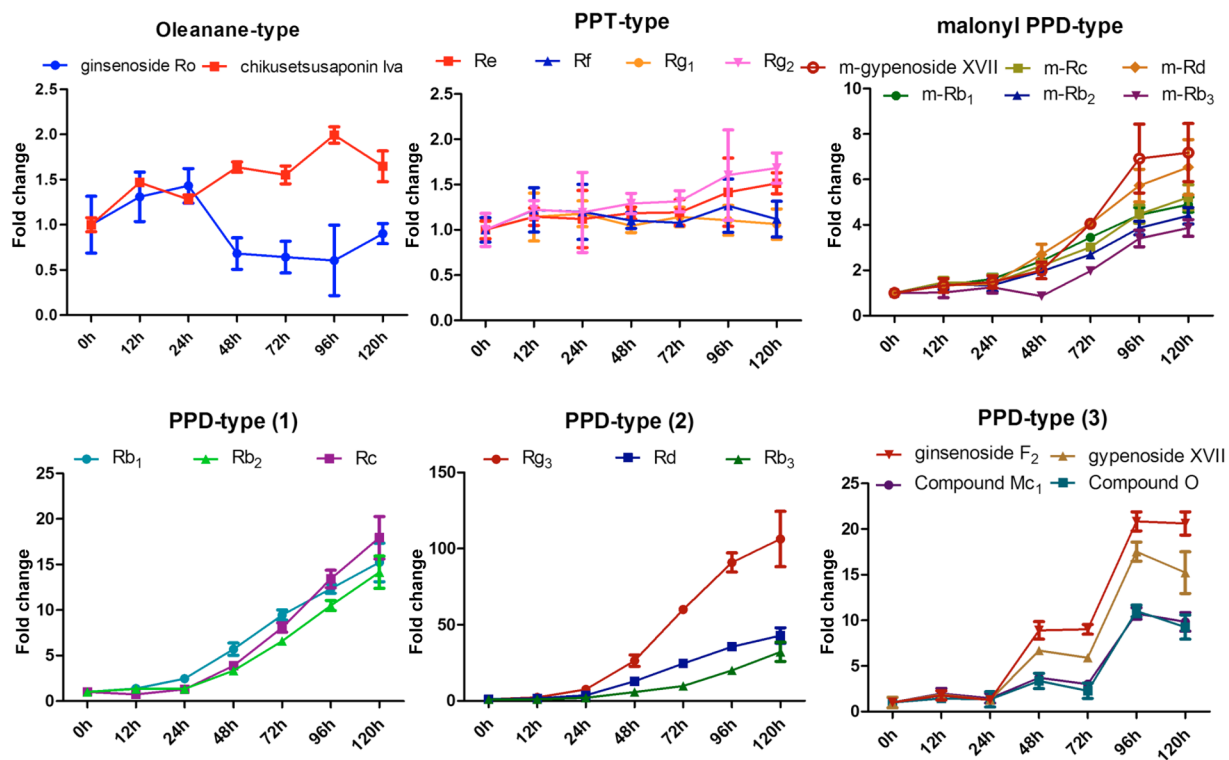 Oleanane-type
ginsenoside Ro chikusetsusaponin Iva
Fold change
2.5
2.0
1.5
1.0
0.5
0.0
0h 12h 24h 48h 72h 96h 120h
PPT-type
Re Rf Rg1 Rg2
Fold change
2.5
2.0
1.5
1.0
0.5
0.0
0h 12h 24h 48h 72h 96h 120h
malonyl PPD-type
m-gypenoside XVII m-Rc m-Rd
m-Rb1 m-Rb2 m-Rb3
Fold change
10
8
6
4
2
0
0h 12h 24h 48h 72h 96h 120h
PPD-type (1)
Rb1 Rb2 Rc
Fold change
25
20
15
10
5
0
0h 12h 24h 48h 72h 96h 120h
PPD-type (2)
Rg3 Rd Rb3
Fold change
150
100
50
0
0h 12h 24h 48h 72h 96h 120h
PPD-type (3)
ginsenoside F2 gypenoside XVII
Compound Mc1 Compound O
Fold change
25
20
15
10
5
0
0h 12h 24h 48h 72h 96h 120h